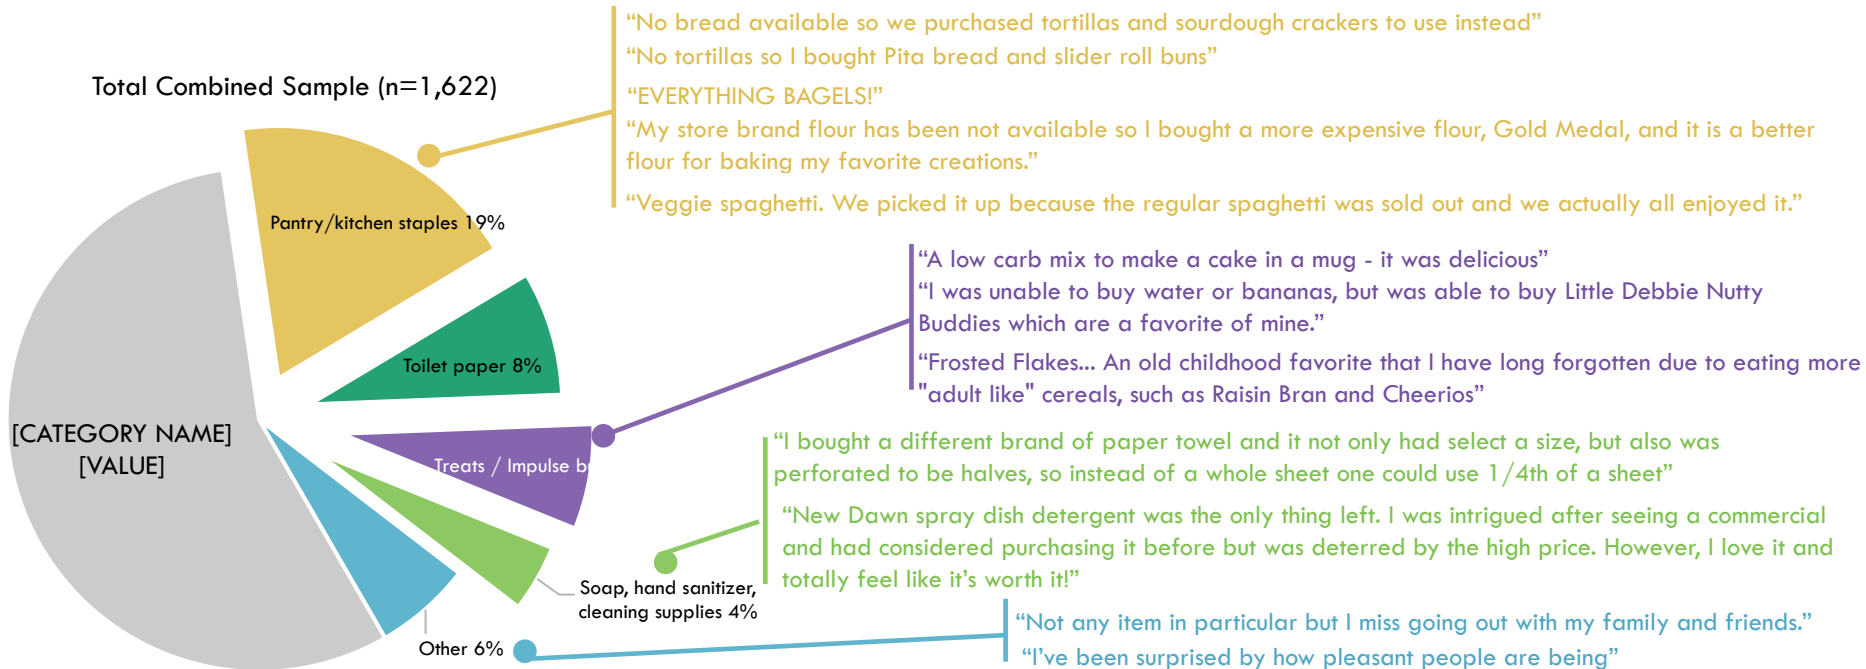 Total Combined Sample (n=1,622)
Pantry/kitchen staples 19%
Toilet paper 8%
Treats / Impulse
[CATEGORY NAME]
[VALUE]
Soap, hand sanitizer,
cleaning supplies 4%
Other 6%
“No bread available so we purchased tortillas and sourdough crackers to use instead”
“No tortillas so I bought Pita bread and slider roll buns”
“EVERYTHING BAGELS!”
“My store brand flour has been not available so I bought a more expensive flour, Gold Medal, and it is a better
flour for baking my favorite creations.”
“Veggie spaghetti. We picked it up because the regular spaghetti was sold out and we actually all enjoyed it.”
“A low carb mix to make a cake in a mug - it was delicious”
“I was unable to buy water or bananas, but was able to buy Little Debbie Nutty
Buddies which are a favorite of mine.”
“Frosted Flakes... An old childhood favorite that I have long forgotten due to eating more
"adult like" cereals, such as Raisin Bran and Cheerios”
“I bought a different brand of paper towel and it not only had select a size, but also was
perforated to be halves, so instead of a whole sheet one could use 1/4th of a sheet”
“New Dawn spray dish detergent was the only thing left. I was intrigued after seeing a commercial
and had considered purchasing it before but was deterred by the high price. However, I love it and
totally feel like it’s worth it!”
“Not any item in particular but I miss going out with my family and friends.”
“I’ve been surprised by how pleasant people are being”